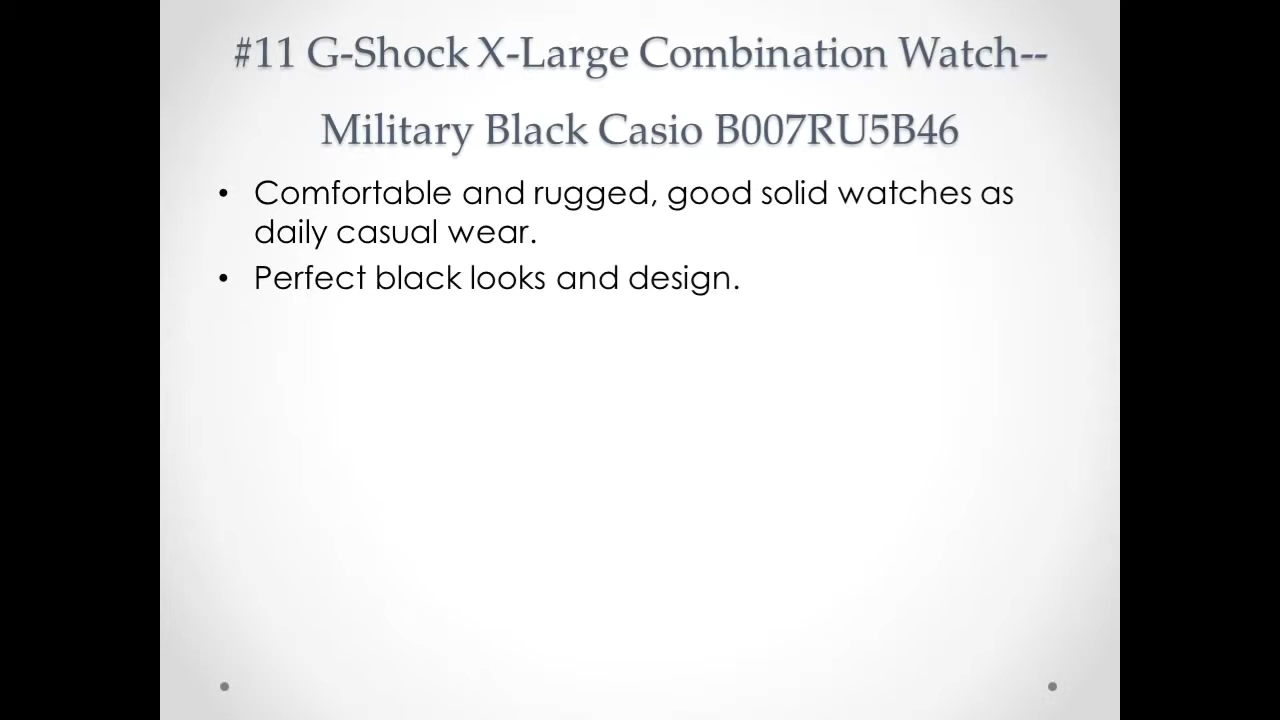 #11 G-Shock X-Large Combination Watch--
Military Black Casio B007RU5B46
• Comfortable and rugged, good solid watches as
daily casual wear.
• Perfect black looks and design.